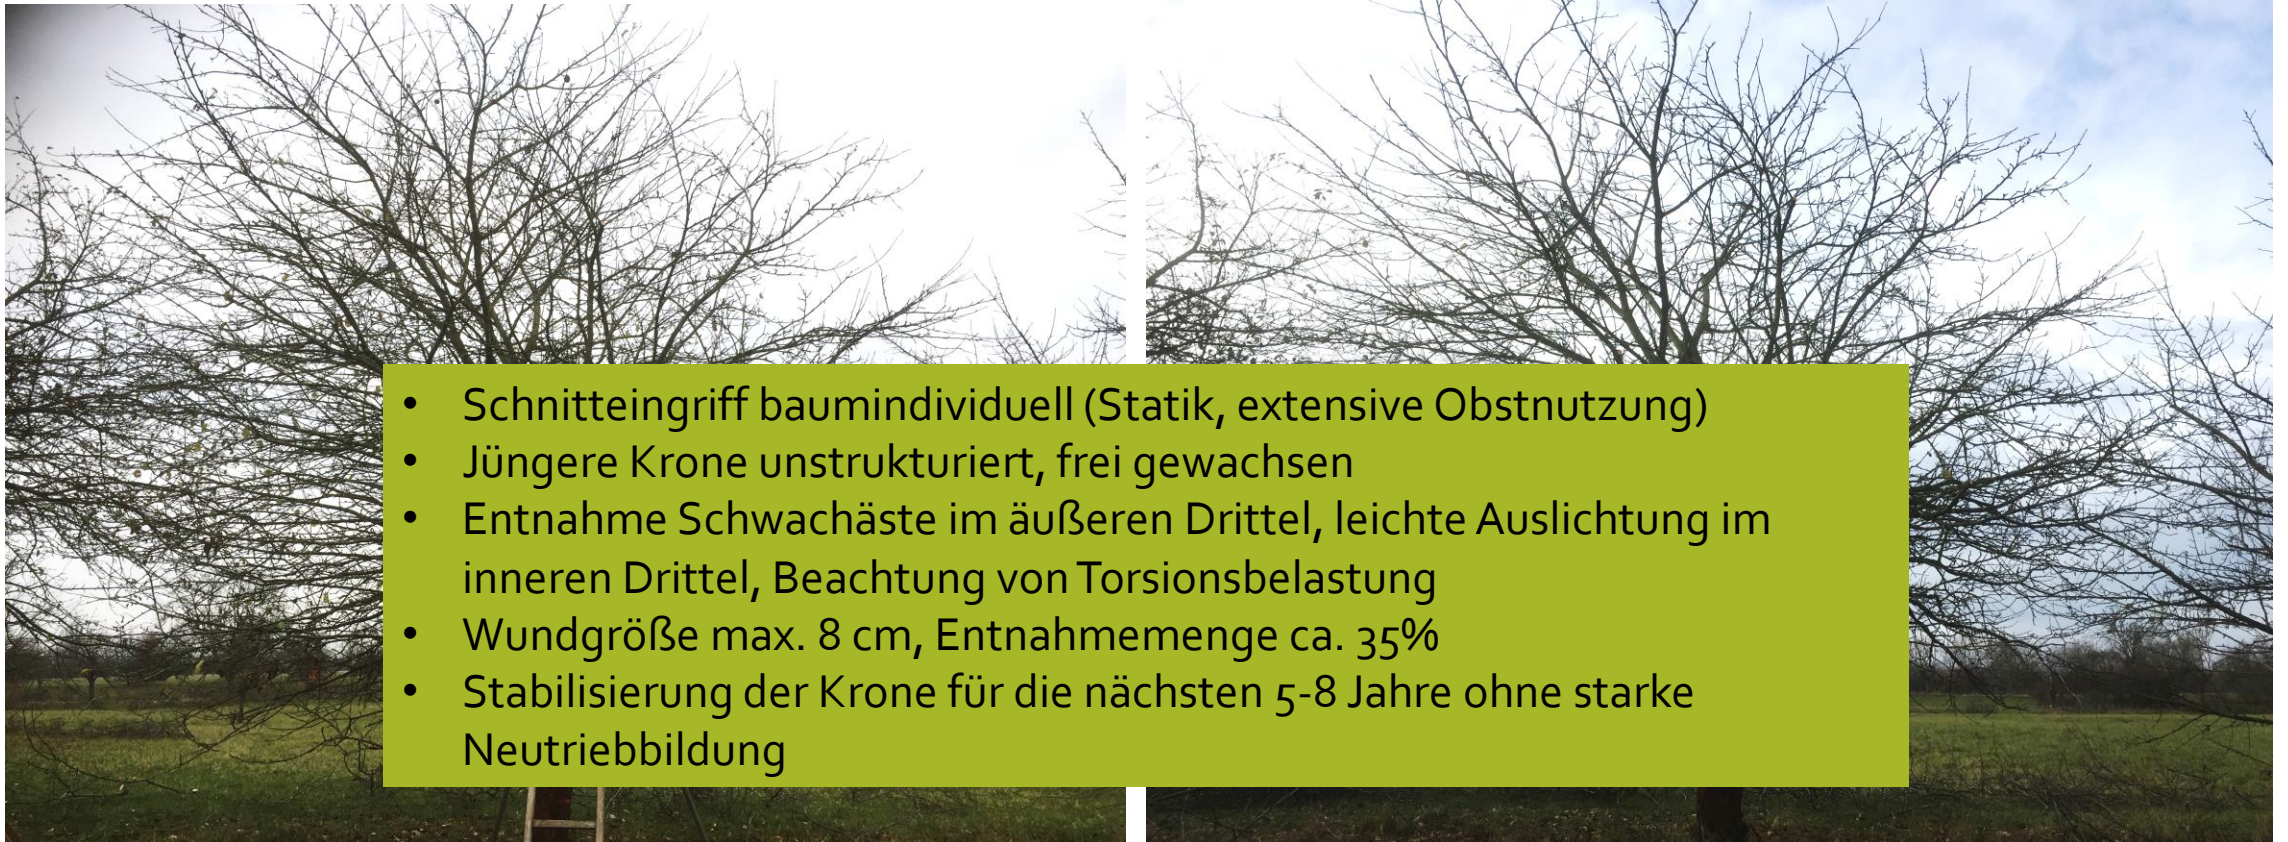 • Schnitteingriff baumindividuell (Statik, extensive Obstnutzung)
• Jüngere Krone unstrukturiert, frei gewachsen
• Entnahme Schwachäste im äußeren Drittel, leichte Auslichtung im
inneren Drittel, Beachtung von Torsionsbelastung
• Wundgröße max. 8 cm, Entnahmemenge ca. 35%
• Stabilisierung der Krone für die nächsten 5-8 Jahre ohne starke
Neutriebbildung